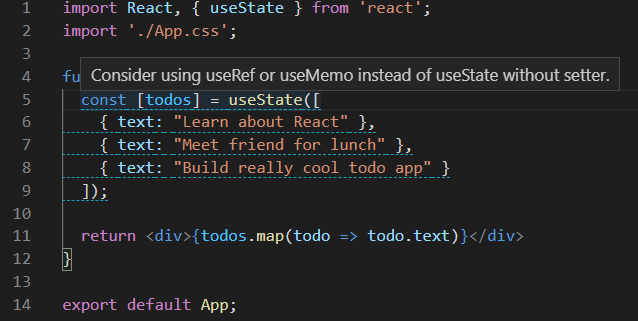 1 import React, { useState } from 'react';
2 import './App.css';
3
4 fu
Consider using useRef or useMemo instead of useState without setter.
5 const [todos] = useState([
6 { text: "Learn about React" },
7 { text: "Meet friend for lunch" },
8 { text: "Build really cool todo app" }
9 ]);
10
11 return <div>{todos.map(todo => todo.text)}</div>
12 }
13
14 export default App;